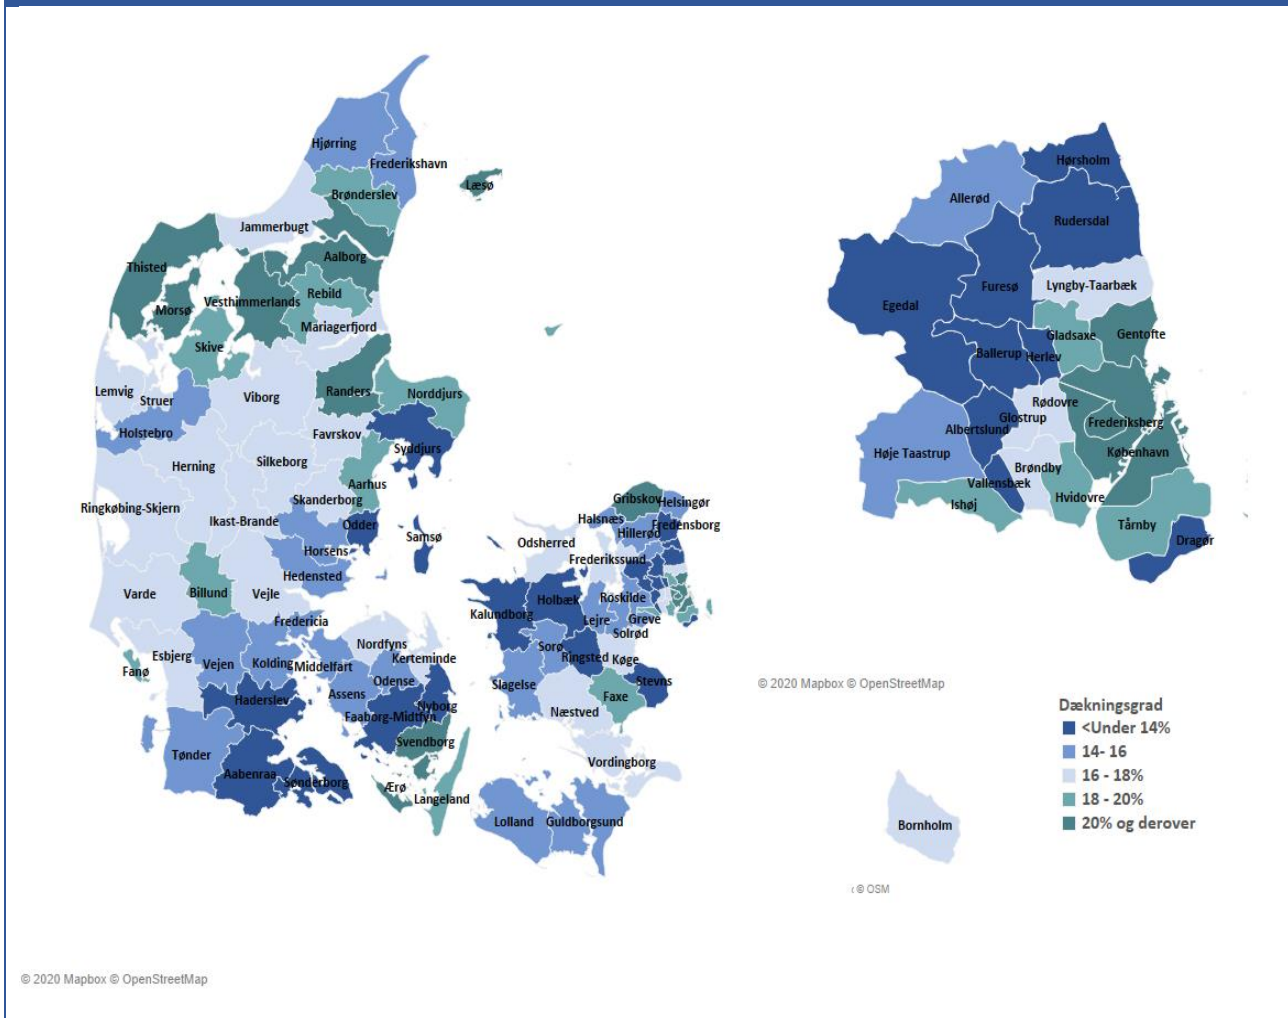 Hjørring
Frederikshavn
Brønderslev
Læsø
Jammerbugt
Aalborg
Thisted
Rebild
Vesthimmerlands
Morsø
Mariagerfjord
Skive
Lemvig
Struer
Viborg
Randers
Norddjurs
Holstebro
Favrskov
Syddjurs
Herning
Silkeborg
Aarhus
Skanderborg
Ringkøbing-Skjern
Ikast-Brande
Odder
Samsø
Horsens
Hedensted
Varde
Billund
Vejle
Fredericia
Esbjerg
Fanø
Vejen
Kolding
Middelfart
Nordfyns
Kerteminde
Odense
Assens
Haderslev
Nyborg
Faaborg-Midtfyn
Svendborg
Tønder
Aabenraa
Sønderborg
Ærø
Langeland
Gribskov
Helsingør
Halsnæs
Fredensborg
Hillerød
Odsherred
Frederikssund
Holbæk
Roskilde
Kalundborg
Lejre
Greve
Solrød
Sorø
Ringsted
Køge
Slagelse
Stevns
Faxe
Næstved
Vordingborg
Lolland
Guldborgsund
Hørsholm
Allerød
Rudersdal
Furesø
Lyngby-Taarbæk
Egedal
Gladsaxe
Gentofte
Ballerup
Herlev
Rødovre
Glostrup
Frederiksberg
Albertslund
Høje Taastrup
København
Brøndby
Vallensbæk
Ishøj
Hvidovre
Tårnby
Dragør
© 2020 Mapbox © OpenStreetMap
Dækningsgrad
<Under 14%
14- 16
16 - 18%
18 - 20%
20% og derover
Bornholm
© OSM
© 2020 Mapbox © OpenStreetMap